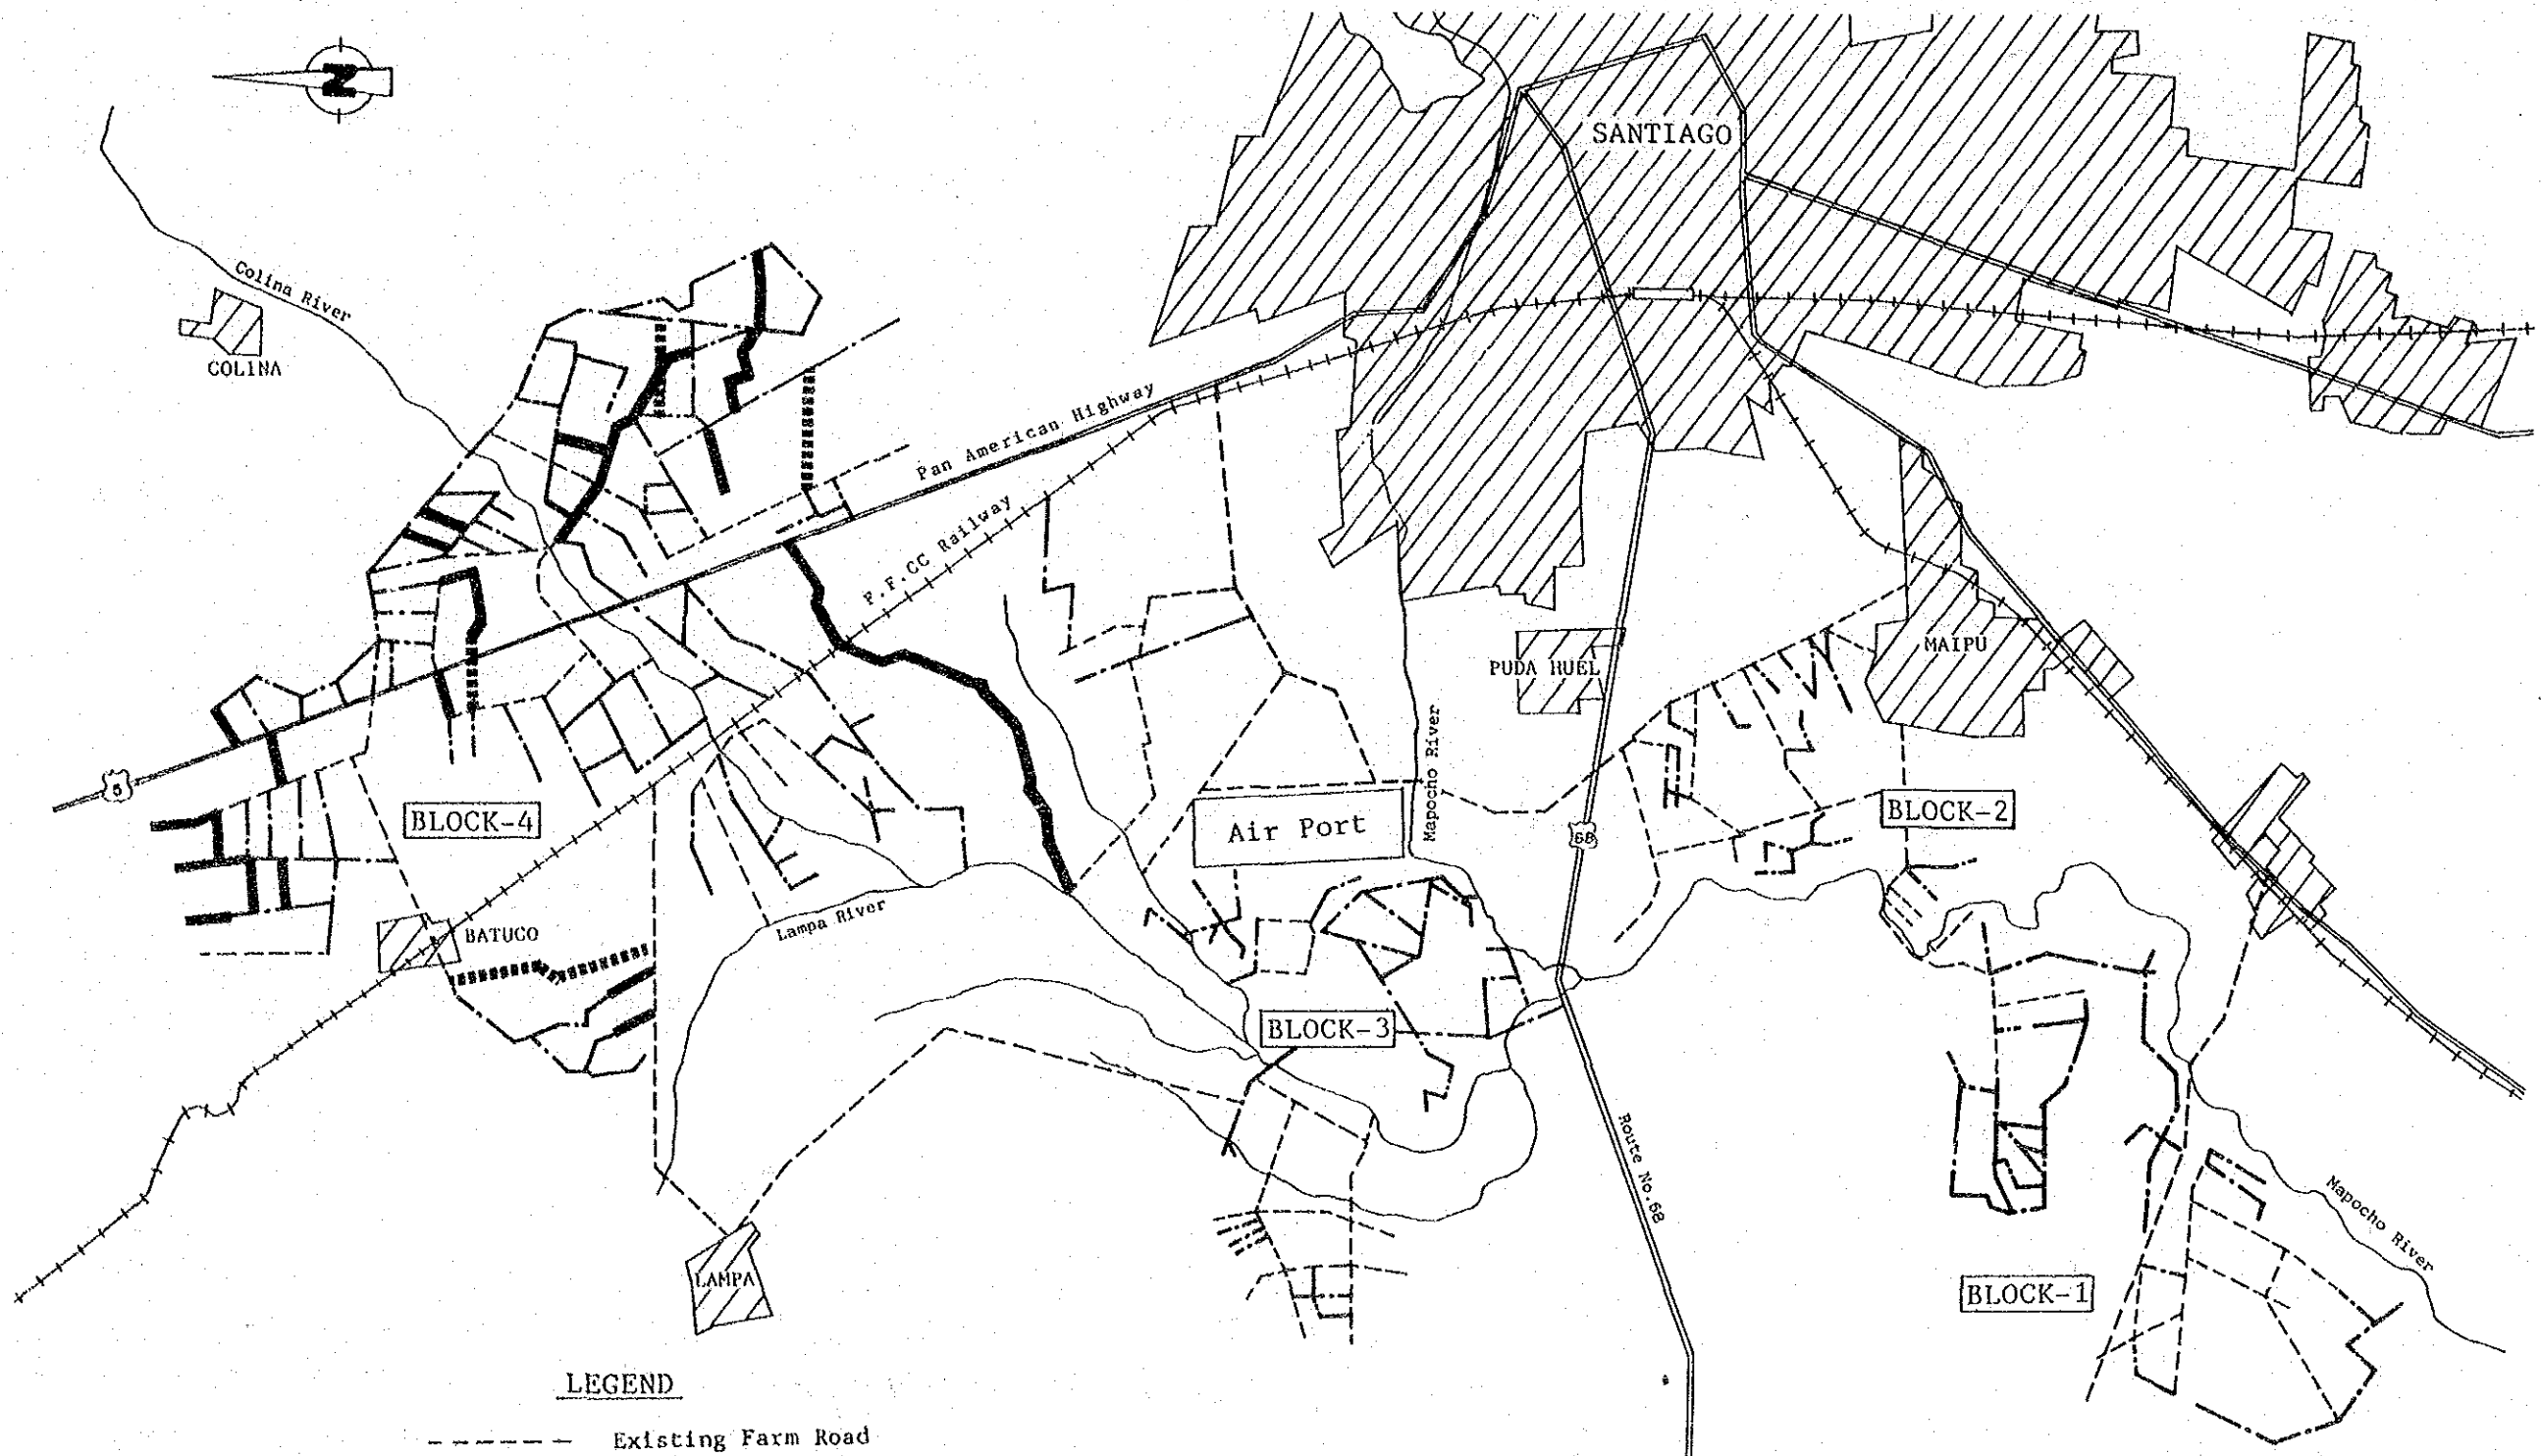 N
SANTIAGO
Colina River
COLINA
Pan American Highway
F.F.CC Railway
MAIPU
PUDA HUEL
Mapocho River
5
BLOCK-4
Air Port
68
BLOCK-2
BATUCO
Lampa River
BLOCK-3
Route No.68
Mapocho River
LAMPA
BLOCK-1
LEGEND
Existing Farm Road